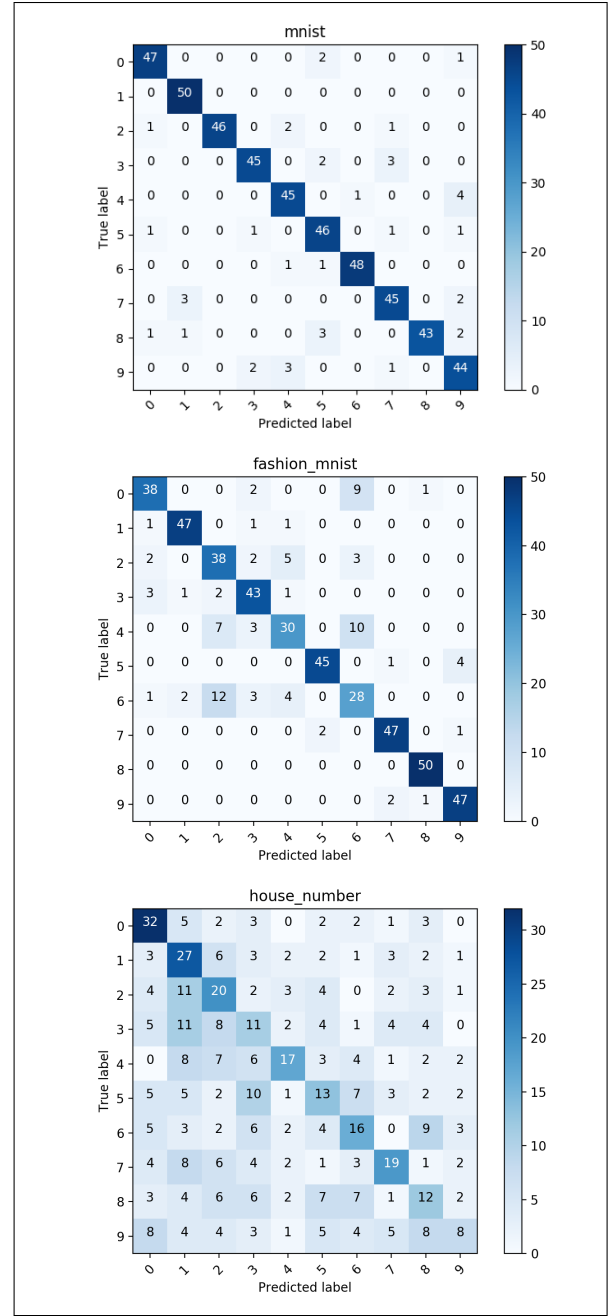 mnist
0 47 0 0 0 0 2 0 0 0 1
1 0 50 0 0 0 0 0 0 0 0
2 1 0 46 0 2 0 0 1 0 0
3 0 0 0 45 0 2 0 3 0 0
4 0 0 0 0 45 0 1 0 0 4
5 1 0 0 1 0 46 0 1 0 1
6 0 0 0 0 1 1 48 0 0 0
7 0 3 0 0 0 0 0 45 0 2
8 1 1 0 0 0 3 0 0 43 2
9 0 0 0 2 3 0 0 1 0 44
0 1 2 3 4 5 6 7 8 9
True label
Predicted label
50
40
30
20
10
0
fashion_mnist
0 38 0 0 2 0 0 9 0 1 0
1 1 47 0 1 1 0 0 0 0 0
2 2 0 38 2 5 0 3 0 0 0
3 3 1 2 43 1 0 0 0 0 0
4 0 0 7 3 30 0 10 0 0 0
5 0 0 0 0 0 45 0 1 0 4
6 1 2 12 3 4 0 28 0 0 0
7 0 0 0 0 0 2 0 47 0 1
8 0 0 0 0 0 0 0 0 50 0
9 0 0 0 0 0 0 0 2 1 47
0 1 2 3 4 5 6 7 8 9
True label
Predicted label
50
40
30
20
10
0
house_number
0 32 5 2 3 0 2 2 1 3 0
1 3 27 6 3 2 2 1 3 2 1
2 4 11 20 2 3 4 0 2 3 1
3 5 11 8 11 2 4 1 4 4 0
4 0 8 7 6 17 3 4 1 2 2
5 5 5 2 10 1 13 7 3 2 2
6 5 3 2 6 2 4 16 0 9 3
7 4 8 6 4 2 1 3 19 1 2
8 3 4 6 6 2 7 7 1 12 2
9 8 4 4 3 1 5 4 5 8 8
0 1 2 3 4 5 6 7 8 9
True label
Predicted label
30
25
20
15
10
5
0